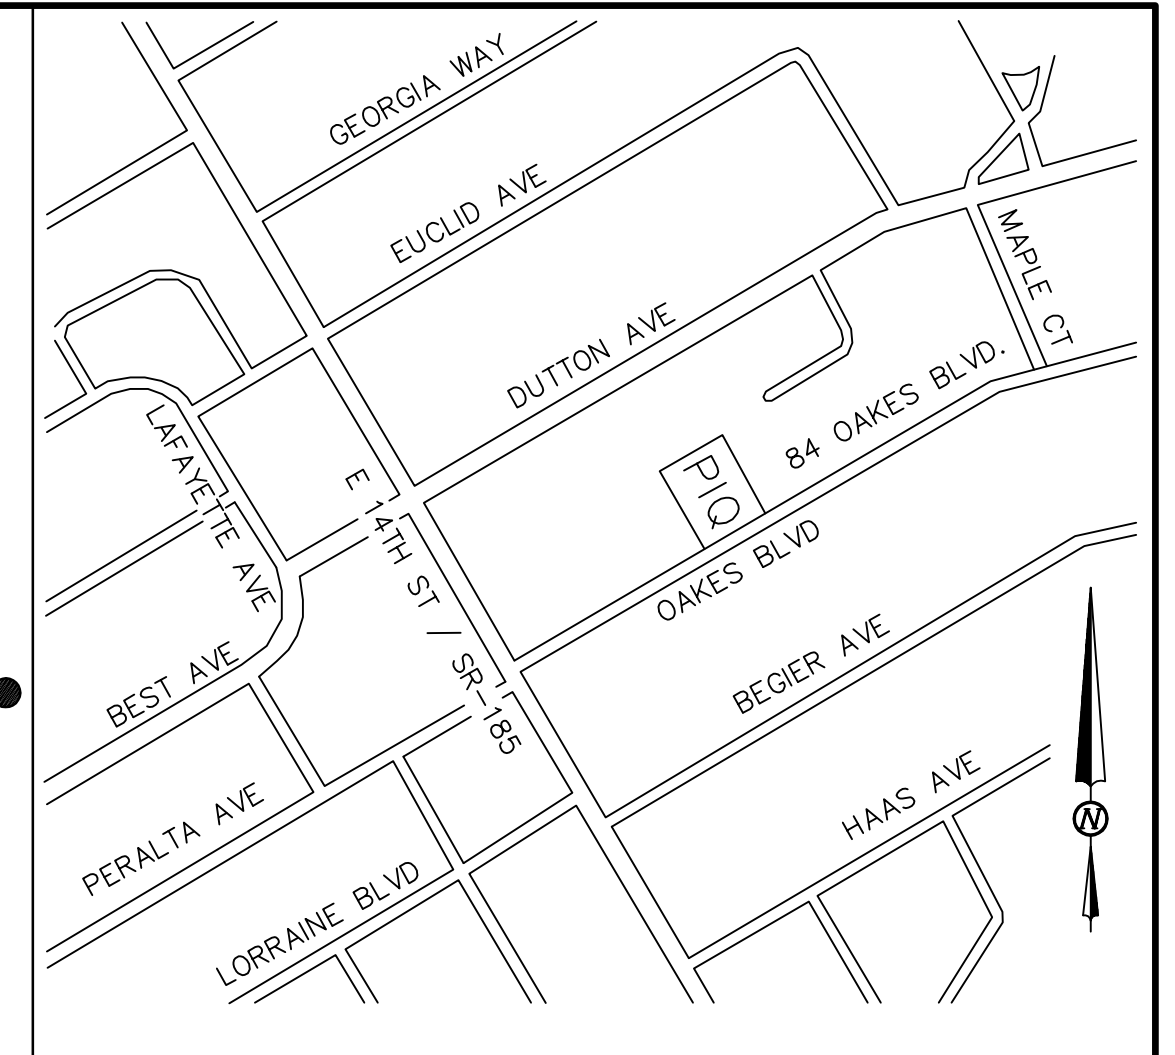 GEORGIA WAY
EUCLID AVE
MAPLE CT
DUTTON AVE
84 OAKES BLVD.
LAFAYETTE AVE
E 14TH ST / SR-185
PIQ
OAKES BLVD
BEST AVE
BEGIER AVE
PERALTA AVE
HAAS AVE
N
LORRAINE BLVD